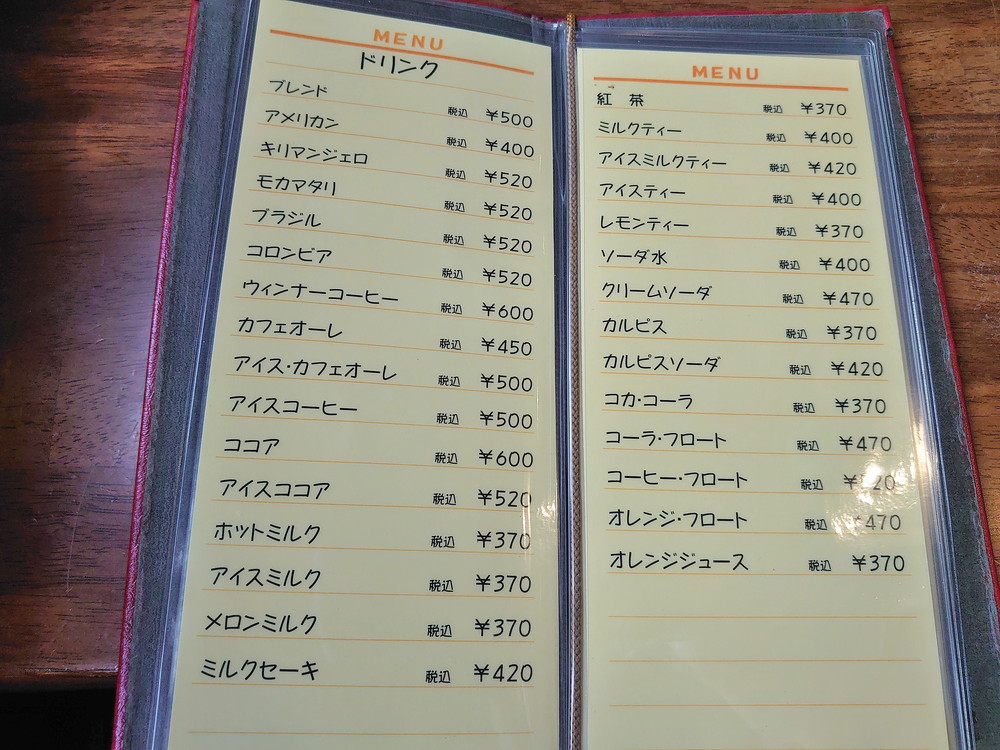 MENU
ドリンク
ブレンド 税込 ¥500
アメリカン 税込 ¥400
キリマンジェロ 税込 ¥520
モカマタリ 税込 ¥520
ブラジル 税込 ¥520
コロンビア 税込 ¥520
ウィンナーコーヒー 税込 ¥600
カフェオーレ 税込 ¥450
アイス・カフェオーレ 税込 ¥500
アイスコーヒー 税込 ¥500
ココア 税込 ¥600
アイスココア 税込 ¥520
ホットミルク 税込 ¥370
アイスミルク 税込 ¥370
メロンミルク 税込 ¥370
ミルクセーキ 税込 ¥420
MENU
紅 茶 税込 ¥370
ミルクティー 税込 ¥400
アイスミルクティー 税込 ¥420
アイスティー 税込 ¥400
レモンティー 税込 ¥370
ソーダ水 税込 ¥400
クリームソーダ 税込 ¥470
カルピス 税込 ¥370
カルピスソーダ 税込 ¥420
コカ・コーラ 税込 ¥370
コーラ・フロート 税込 ¥470
コーヒー・フロート 税込
オレンジ・フロート 税込 ¥470
オレンジジュース 税込 ¥370